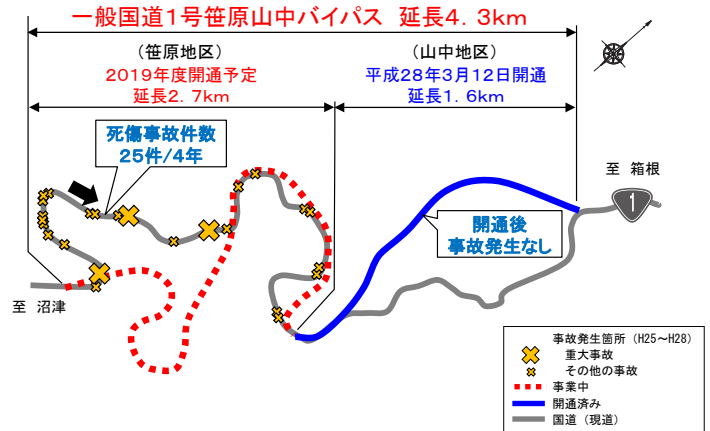 一般国道1号笹原山中バイパス 延長4．3km
（笹原地区）
2019年度開通予定
延長2．7km
（山中地区）
平成28年3月12日開通
延長1．6km
死傷事故件数
25件/4年
至 箱根
1
開通後
事故発生なし
至 沼津
事故発生箇所（H25～H28）
重大事故
その他の事故
事業中
開通済み
国道（現道）